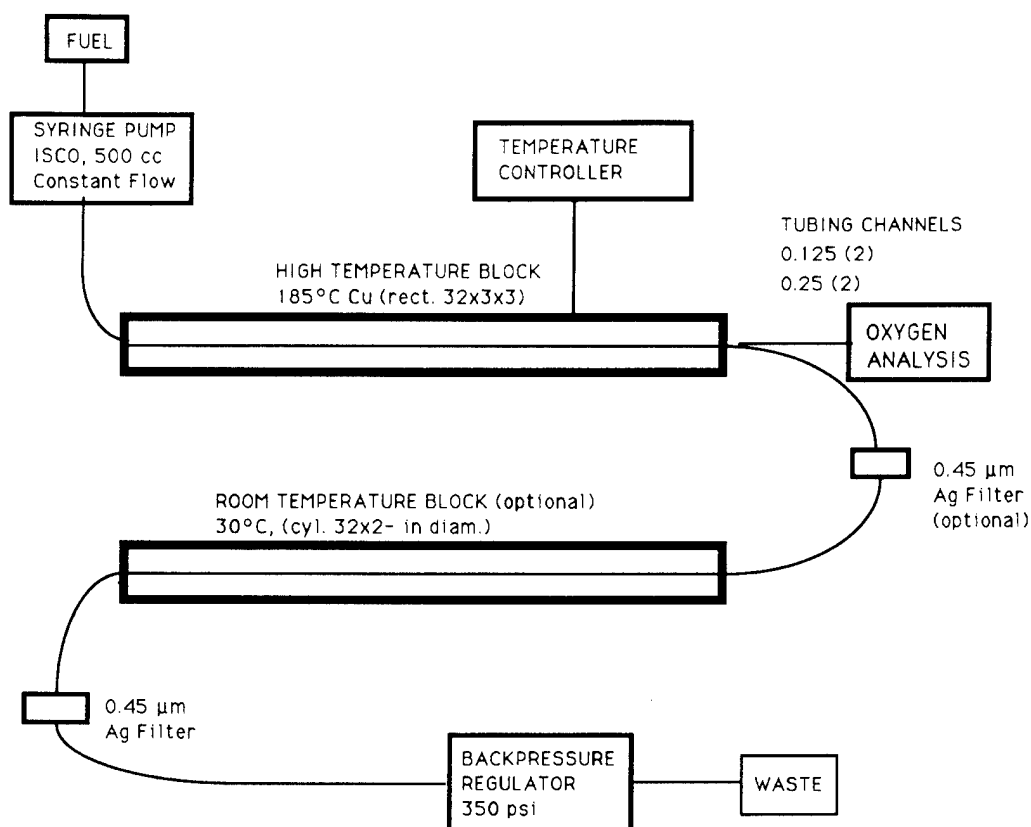 FUEL
SYRINGE PUMP
ISCO, 500 cc
Constant Flow
TEMPERATURE
CONTROLLER
TUBING CHANNELS
0.125 (2)
0.25 (2)
HIGH TEMPERATURE BLOCK
185°C Cu (rect. 32x3x3)
OXYGEN
ANALYSIS
0.45 µm
Ag Filter
(optional)
ROOM TEMPERATURE BLOCK (optional)
30°C, (cyl. 32x2- in diam.)
0.45 µm
Ag Filter
BACKPRESSURE
REGULATOR
350 psi
WASTE